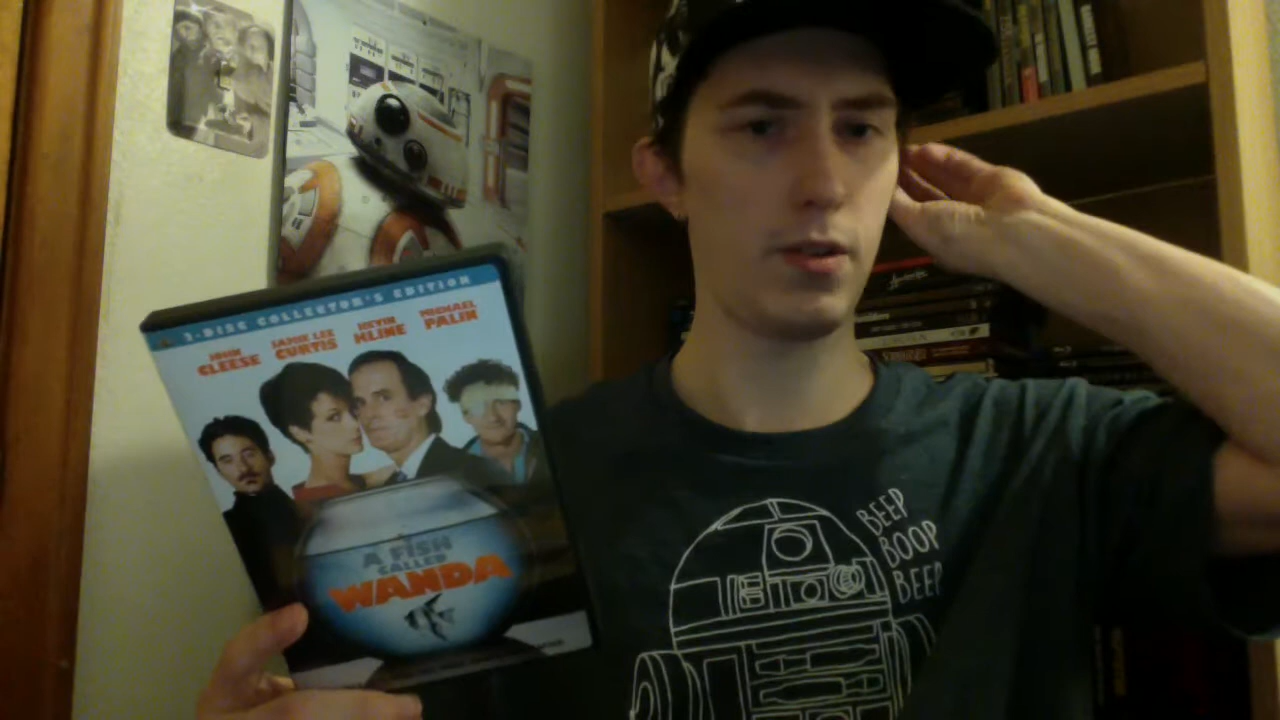 2-DISC COLLECTOR'S EDITION
JOHN CLEESE
JAMIE LEE CURTIS
KEVIN KLINE
MICHAEL PALIN
A FISH
CALLED
WANDA
BEEP
BOOP
BEEP